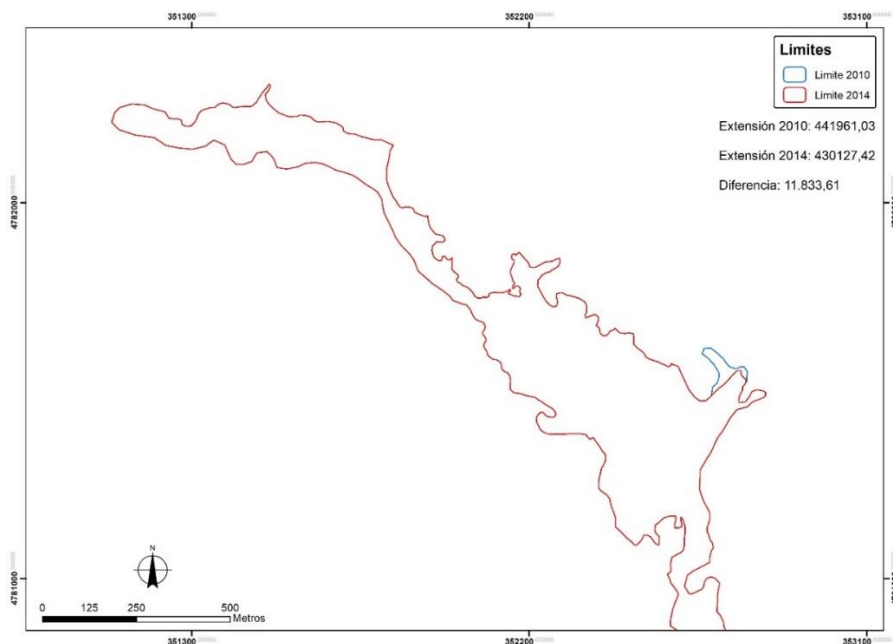 351300 352200 353100
Limites
Limite 2010
Limite 2014
Extensión 2010: 441961,03
Extensión 2014: 430127,42
Diferencia: 11.833,61
4782000
4781000
N
0 125 250 500
Metros
351300 352200 353100